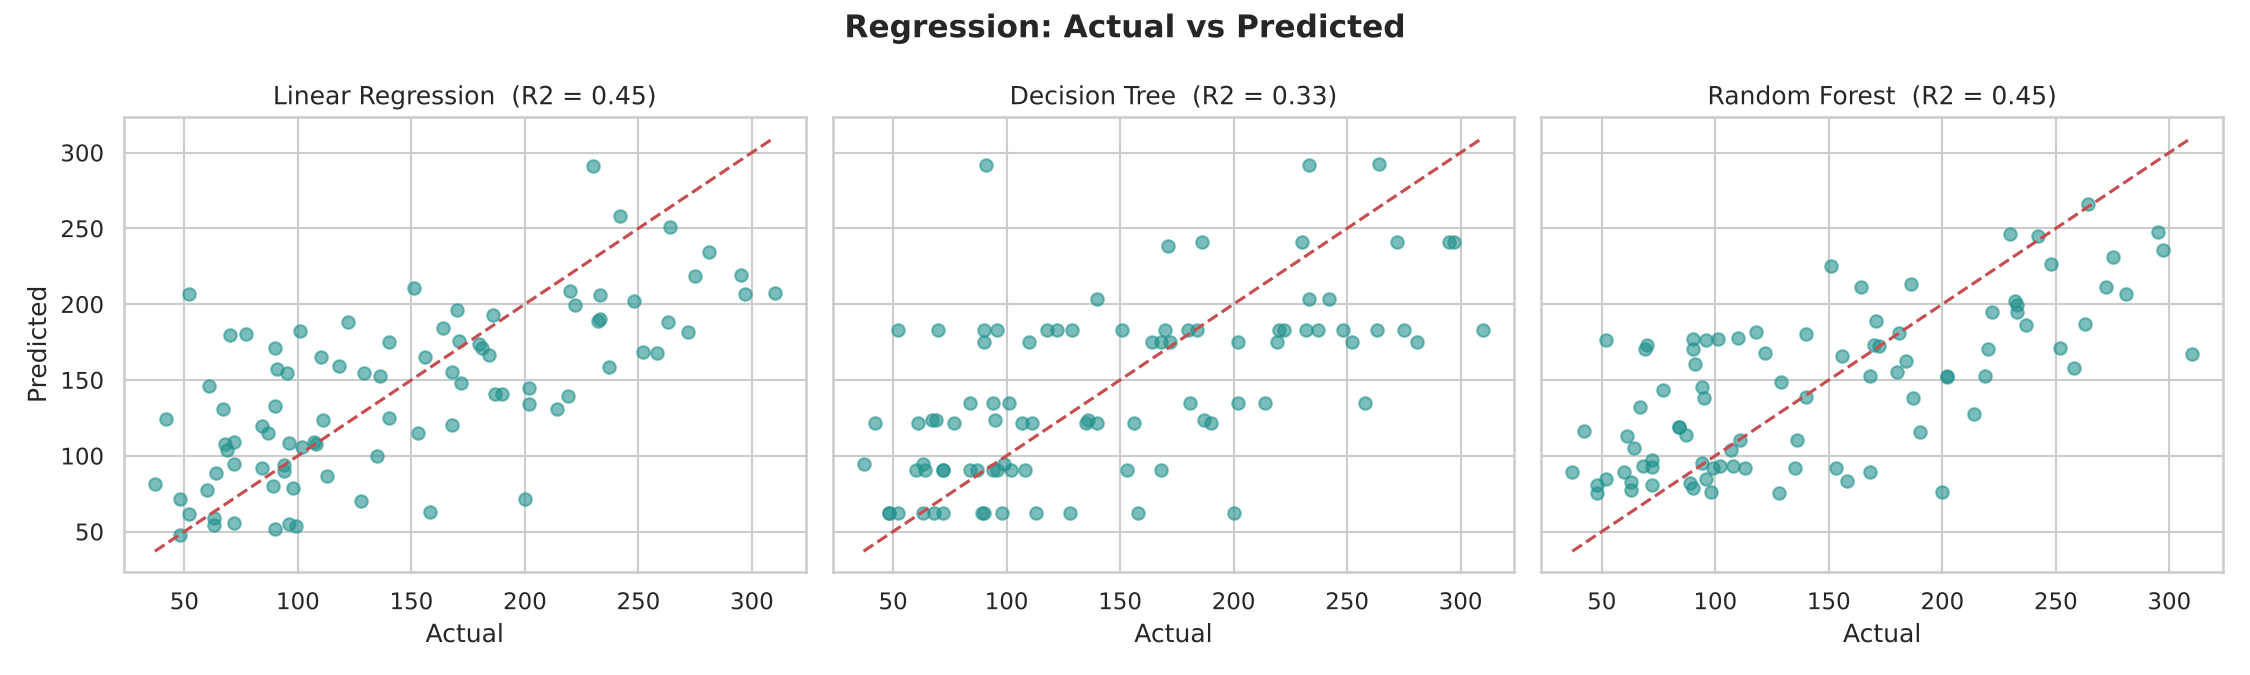 Regression: Actual vs Predicted
Linear Regression  (R2 = 0.45)
Decision Tree  (R2 = 0.33)
Random Forest  (R2 = 0.45)
Predicted
300
250
200
150
100
50
50 100 150 200 250 300
50 100 150 200 250 300
50 100 150 200 250 300
Actual
Actual
Actual